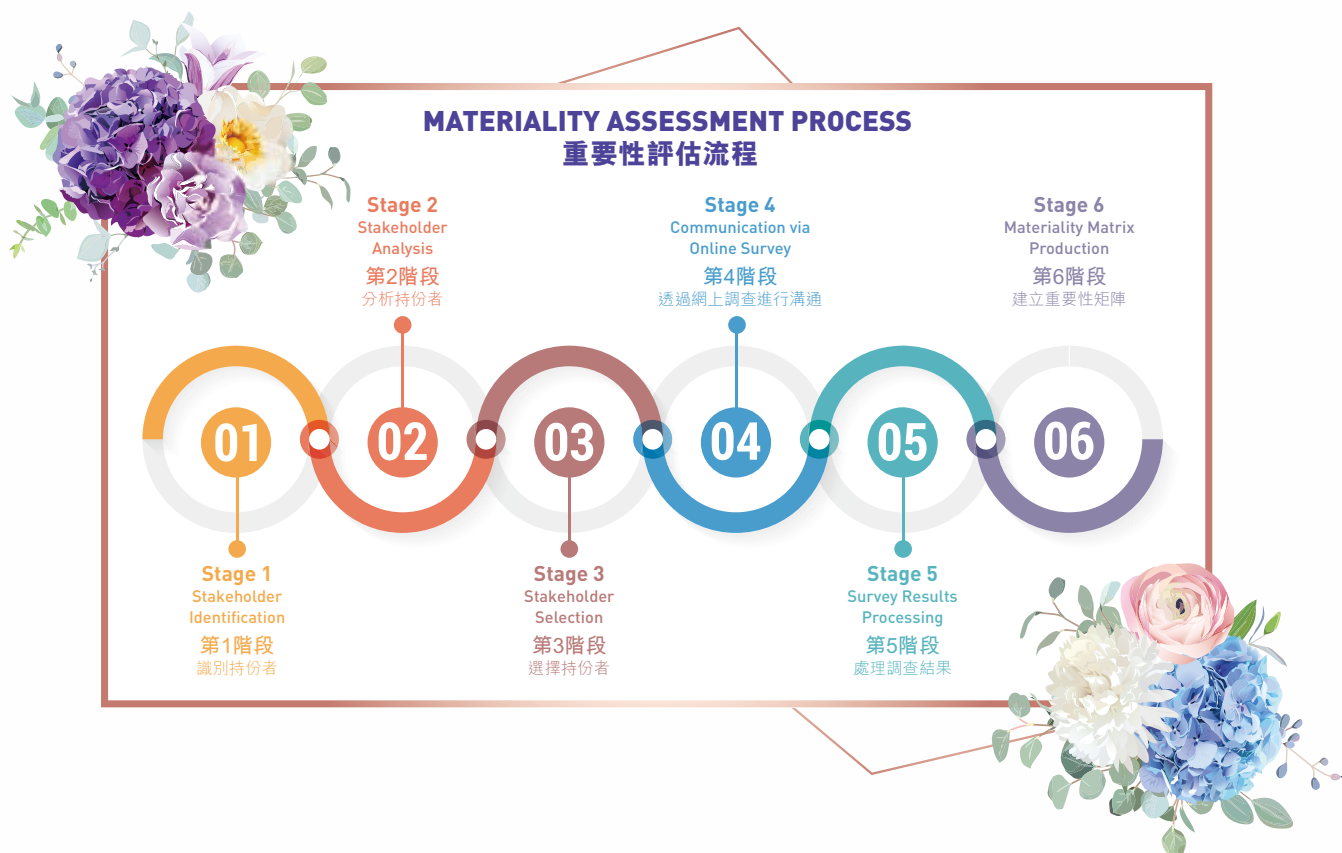 MATERIALITY ASSESSMENT PROCESS
重要性評估流程
Stage 2
Stakeholder
Analysis
第2階段
分析持份者
Stage 4
Communication via
Online Survey
第4階段
透過網上調查進行溝通
Stage 6
Materiality Matrix
Production
第6階段
建立重要性矩陣
01
02
03
04
05
06
Stage 1
Stakeholder
Identification
第1階段
識別持份者
Stage 3
Stakeholder
Selection
第3階段
選擇持份者
Stage 5
Survey Results
Processing
第5階段
處理調查結果